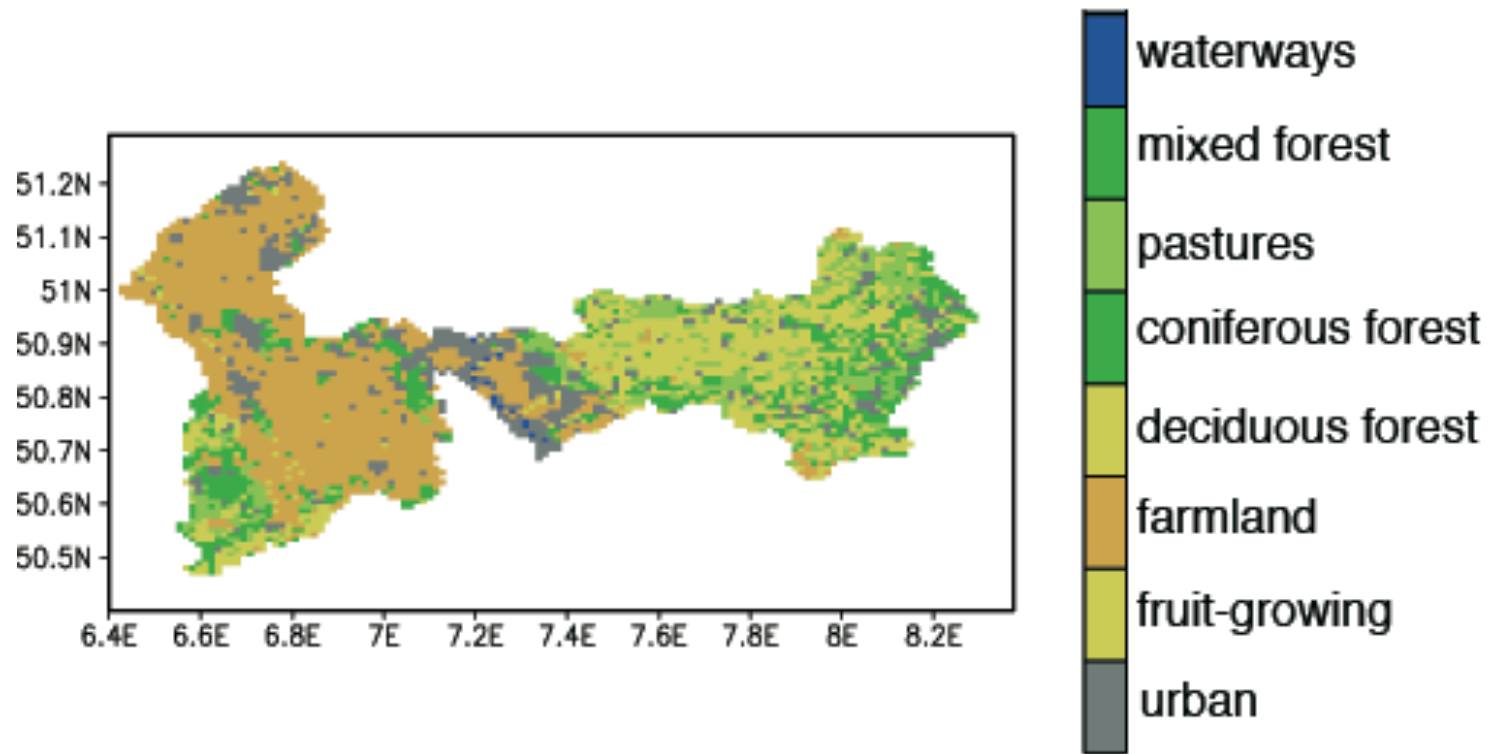 51.2N
51.1N
51N
50.9N
50.8N
50.7N
50.6N
50.5N
6.4E 6.6E 6.8E 7E 7.2E 7.4E 7.6E 7.8E 8E 8.2E
waterways
mixed forest
pastures
coniferous forest
deciduous forest
farmland
fruit-growing
urban